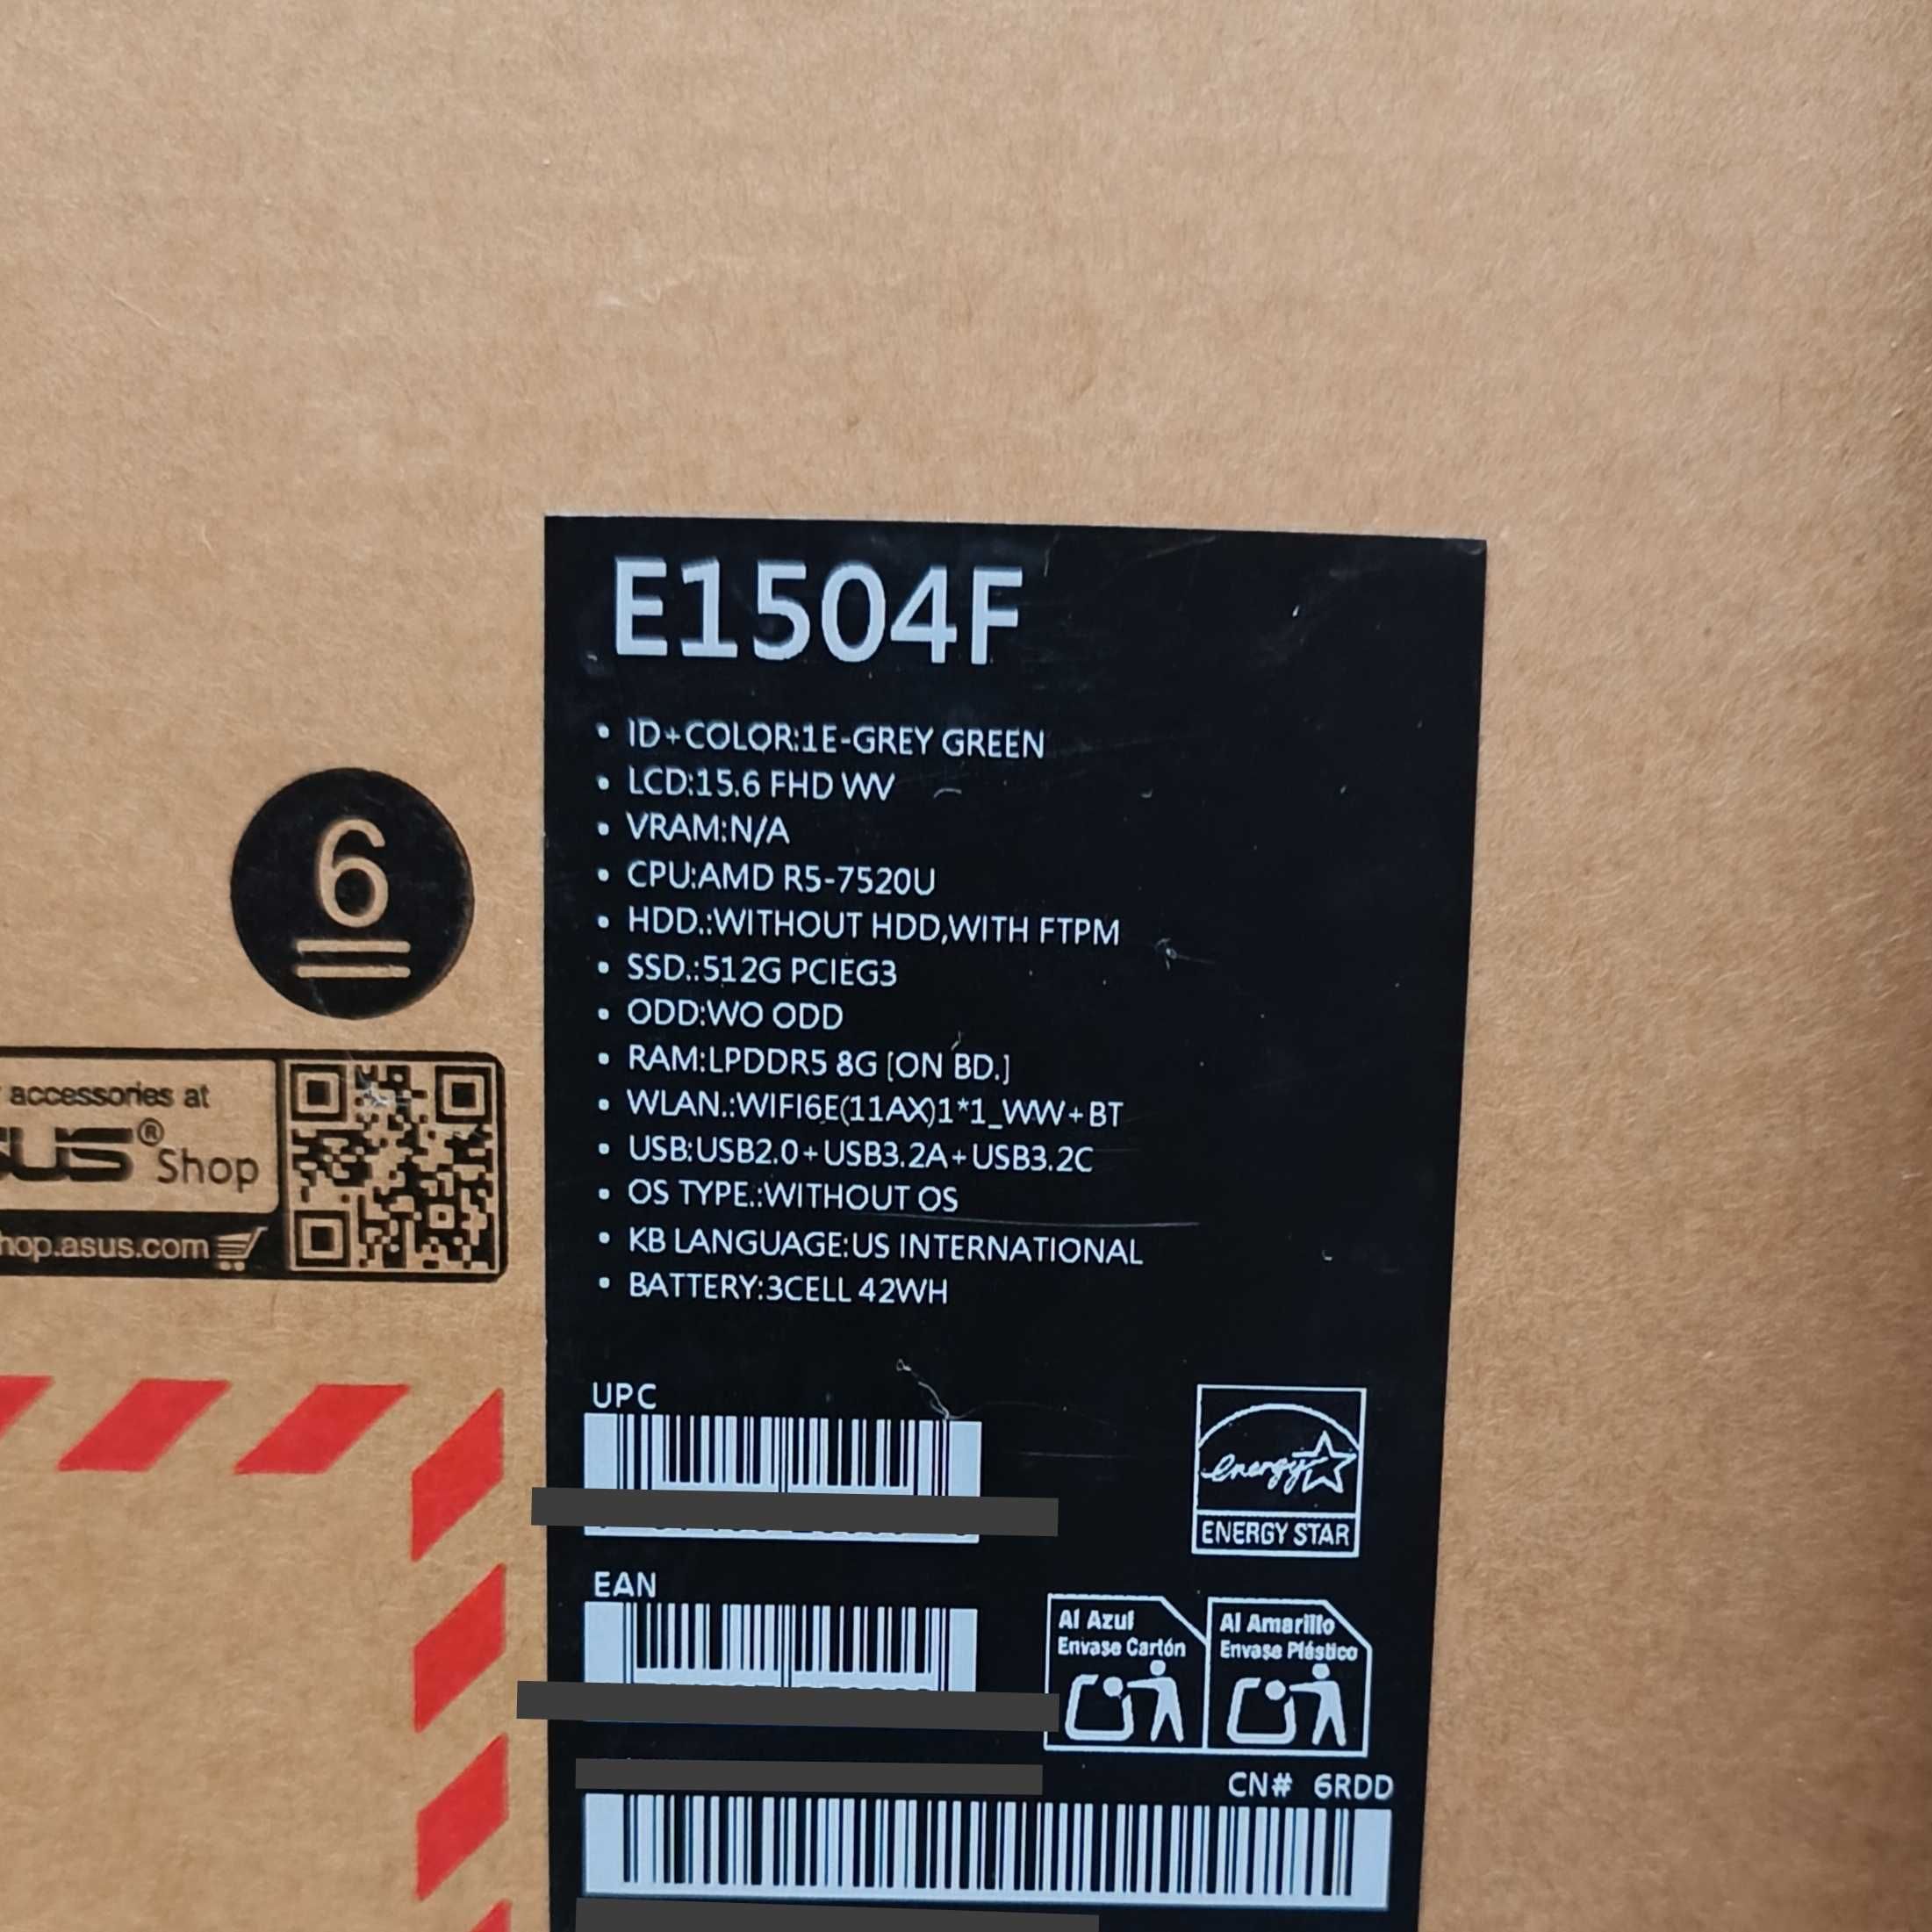 E1504F
• ID+COLOR:1E-GREY GREEN
• LCD:15.6 FHD WV
• VRAM:N/A
• CPU:AMD R5-7520U
• HDD.:WITHOUT HDD,WITH FTPM
• SSD.:512G PCIEG3
• ODD:WO ODD
• RAM:LPDDR5 8G [ON BD.]
• WLAN.:WIFI6E(11AX)1*1_WW+BT
• USB:USB2.0+USB3.2A+USB3.2C
• OS TYPE.:WITHOUT OS
• KB LANGUAGE:US INTERNATIONAL
• BATTERY:3CELL 42WH
6
accessories at
Shop
hop.asus.com
UPC
energy
ENERGY STAR
EAN
Al Azul
Envase Cartón
Al Amarillo
Envase Plástico
CN# 6RDD